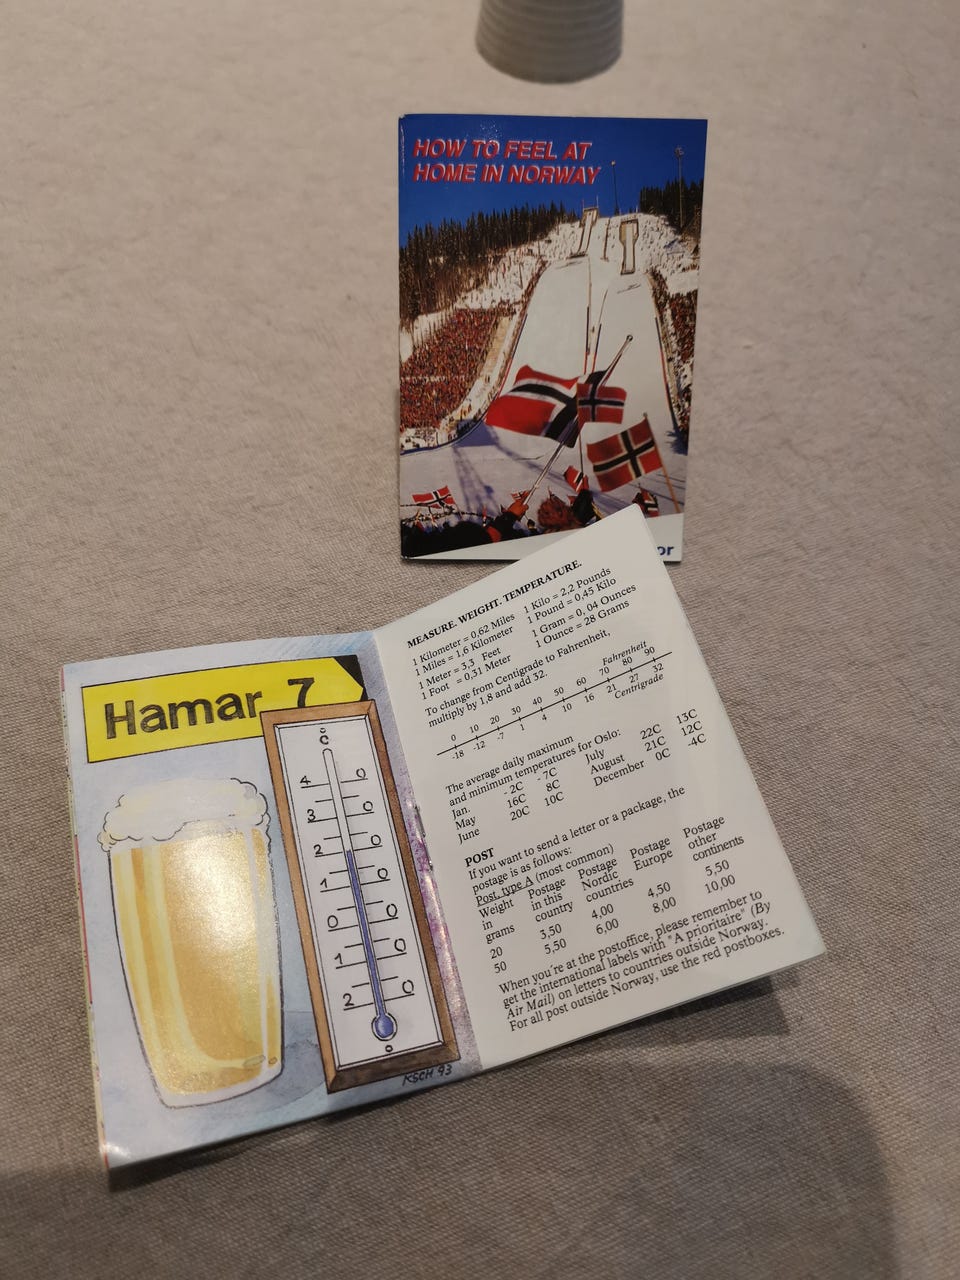 HOW TO FEEL AT
HOME IN NORWAY
or
Hamar 7
°C
4 0
3 0
2 0
1 0
0 0
1 0
2 0
KSCH 93
MEASURE. WEIGHT. TEMPERATURE.
1 Kilometer = 0,62 Miles 1 Kilo = 2,2 Pounds
1 Miles = 1,6 Kilometer 1 Pound = 0,45 Kilo
1 Meter = 3,3 Feet 1 Gram = 0, 04 Ounces
1 Foot = 0,31 Meter 1 Ounce = 28 Grams
To change from Centigrade to Fahrenheit,
multiply by 1,8 and add 32.
Fahrenheit
0 10 20 30 40 50 60 70 80 90
-18 -12 -7 1 4 10 16 21 27 32
Centigrade
The average daily maximum
and minimum temperatures for Oslo:
Jan. - 2C - 7C July 22C 13C
May 16C 8C August 21C 12C
June 20C 10C December 0C -4C
POST
If you want to send a letter or a package, the
postage is as follows:
Post, type A (most common)
Weight Postage Postage Postage Postage
in in this Nordic Europe other
grams country countries continents
20 3,50 4,00 4,50 5,50
50 5,50 6,00 8,00 10,00
When you're at the postoffice, please remember to
get the international labels with "A prioritaire" (By
Air Mail) on letters to countries outside Norway.
For all post outside Norway, use the red postboxes.